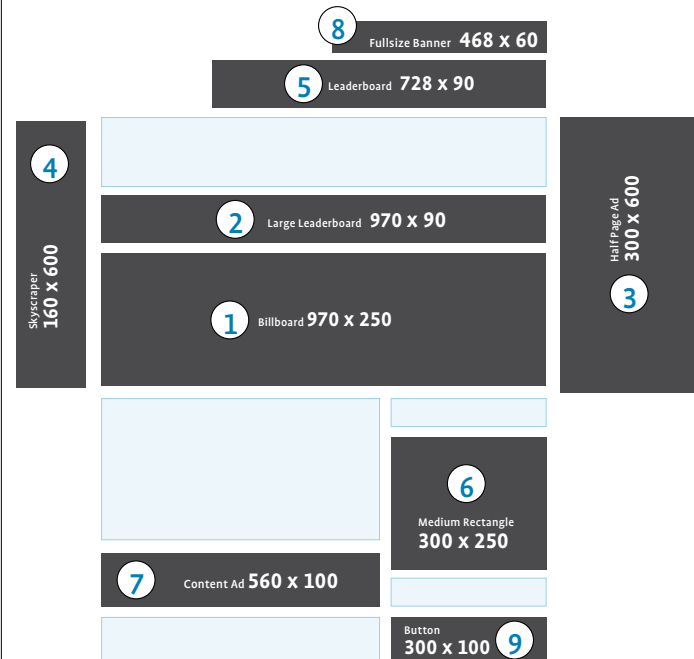 8
Fullsize Banner 468 x 60
5 Leaderboard 728 x 90
4
Skyscraper
160 x 600
2 Large Leaderboard 970 x 90
Half Page Ad
300 x 600
3
1 Billboard 970 x 250
6
Medium Rectangle
300 x 250
7 Content Ad 560 x 100
Button
300 x 100 9